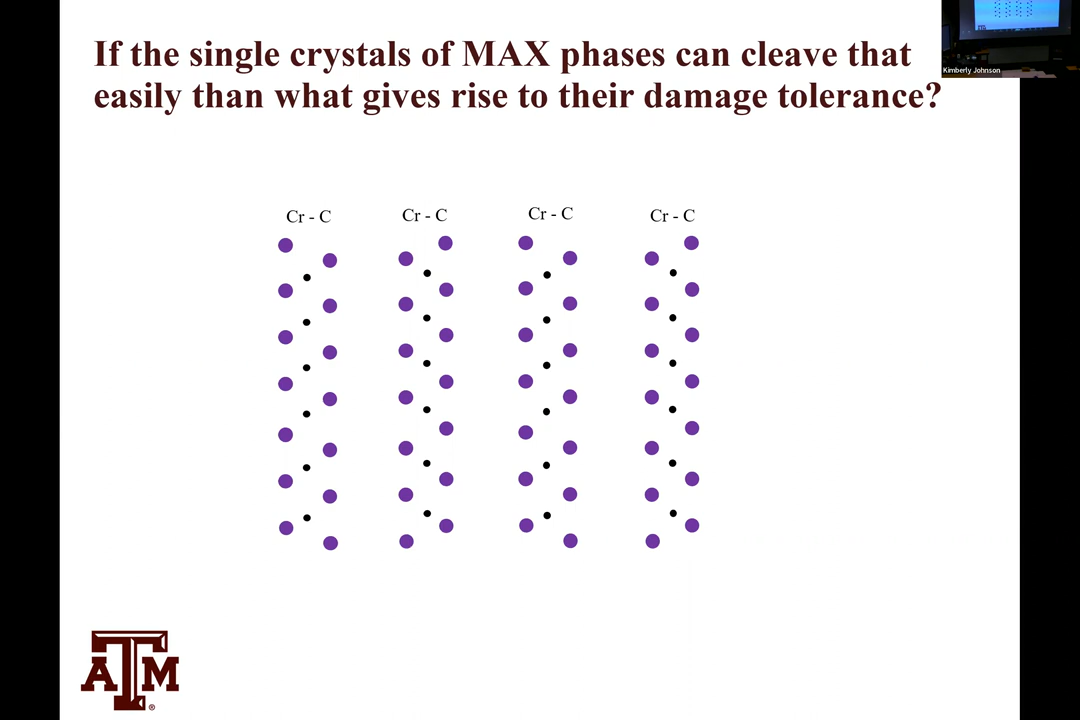 If the single crystals of MAX phases can cleave that
easily than what gives rise to their damage tolerance?
Kimberly Johnson
Cr - C Cr - C Cr - C Cr - C
ATM®